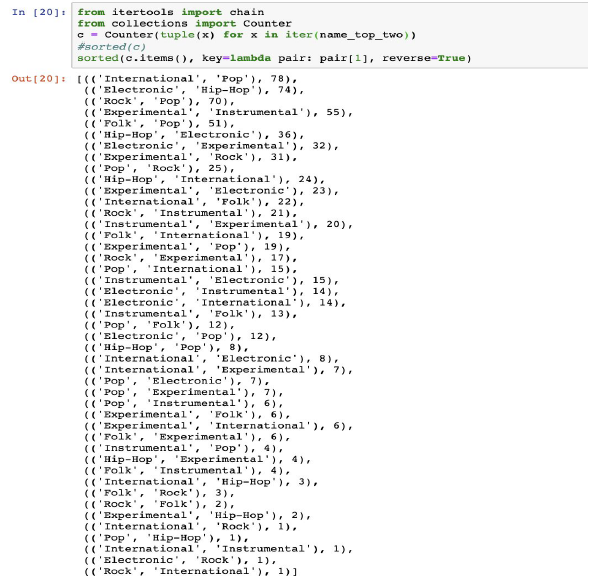 In [20]: from itertools import chain
from collections import Counter
c = Counter(tuple(x) for x in iter(name_top_two))
#sorted(c)
sorted(c.items(), key=lambda pair: pair[1], reverse=True)
Out[20]: [(('International', 'Pop'), 78),
(('Electronic', 'Hip-Hop'), 74),
(('Rock', 'Pop'), 70),
(('Experimental', 'Instrumental'), 55),
(('Folk', 'Pop'), 51),
(('Hip-Hop', 'Electronic'), 36),
(('Electronic', 'Experimental'), 32),
(('Experimental', 'Rock'), 31),
(('Pop', 'Rock'), 25),
(('Hip-Hop', 'International'), 24),
(('Experimental', 'Electronic'), 23),
(('International', 'Folk'), 22),
(('Rock', 'Instrumental'), 21),
(('Instrumental', 'Experimental'), 20),
(('Folk', 'International'), 19),
(('Experimental', 'Pop'), 19),
(('Rock', 'Experimental'), 17),
(('Pop', 'International'), 15),
(('Instrumental', 'Electronic'), 15),
(('Electronic', 'Instrumental'), 14),
(('Electronic', 'International'), 14),
(('Instrumental', 'Folk'), 13),
(('Pop', 'Folk'), 12),
(('Electronic', 'Pop'), 12),
(('Hip-Hop', 'Pop'), 8),
(('International', 'Electronic'), 8),
(('International', 'Experimental'), 7),
(('Pop', 'Electronic'), 7),
(('Pop', 'Experimental'), 7),
(('Pop', 'Instrumental'), 6),
(('Experimental', 'Folk'), 6),
(('Experimental', 'International'), 6),
(('Folk', 'Experimental'), 6),
(('Instrumental', 'Pop'), 4),
(('Hip-Hop', 'Experimental'), 4),
(('Folk', 'Instrumental'), 4),
(('International', 'Hip-Hop'), 3),
(('Folk', 'Rock'), 3),
(('Rock', 'Folk'), 2),
(('Experimental', 'Hip-Hop'), 2),
(('International', 'Rock'), 1),
(('Pop', 'Hip-Hop'), 1),
(('International', 'Instrumental'), 1),
(('Electronic', 'Rock'), 1),
(('Rock', 'International'), 1)]